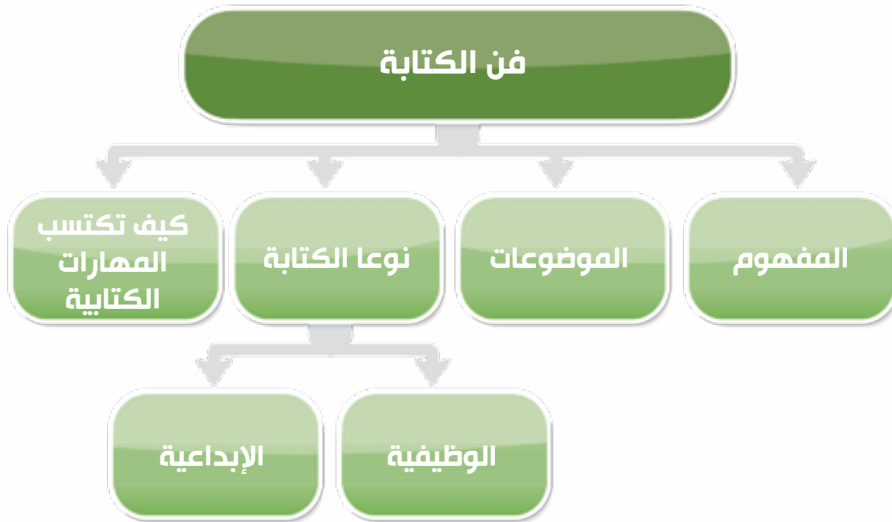 فن الكتابة
المفهوم
الموضوعات
نوعا الكتابة
كيف تكتسب
المهارات
الكتابية
الوظيفية
الإبداعية